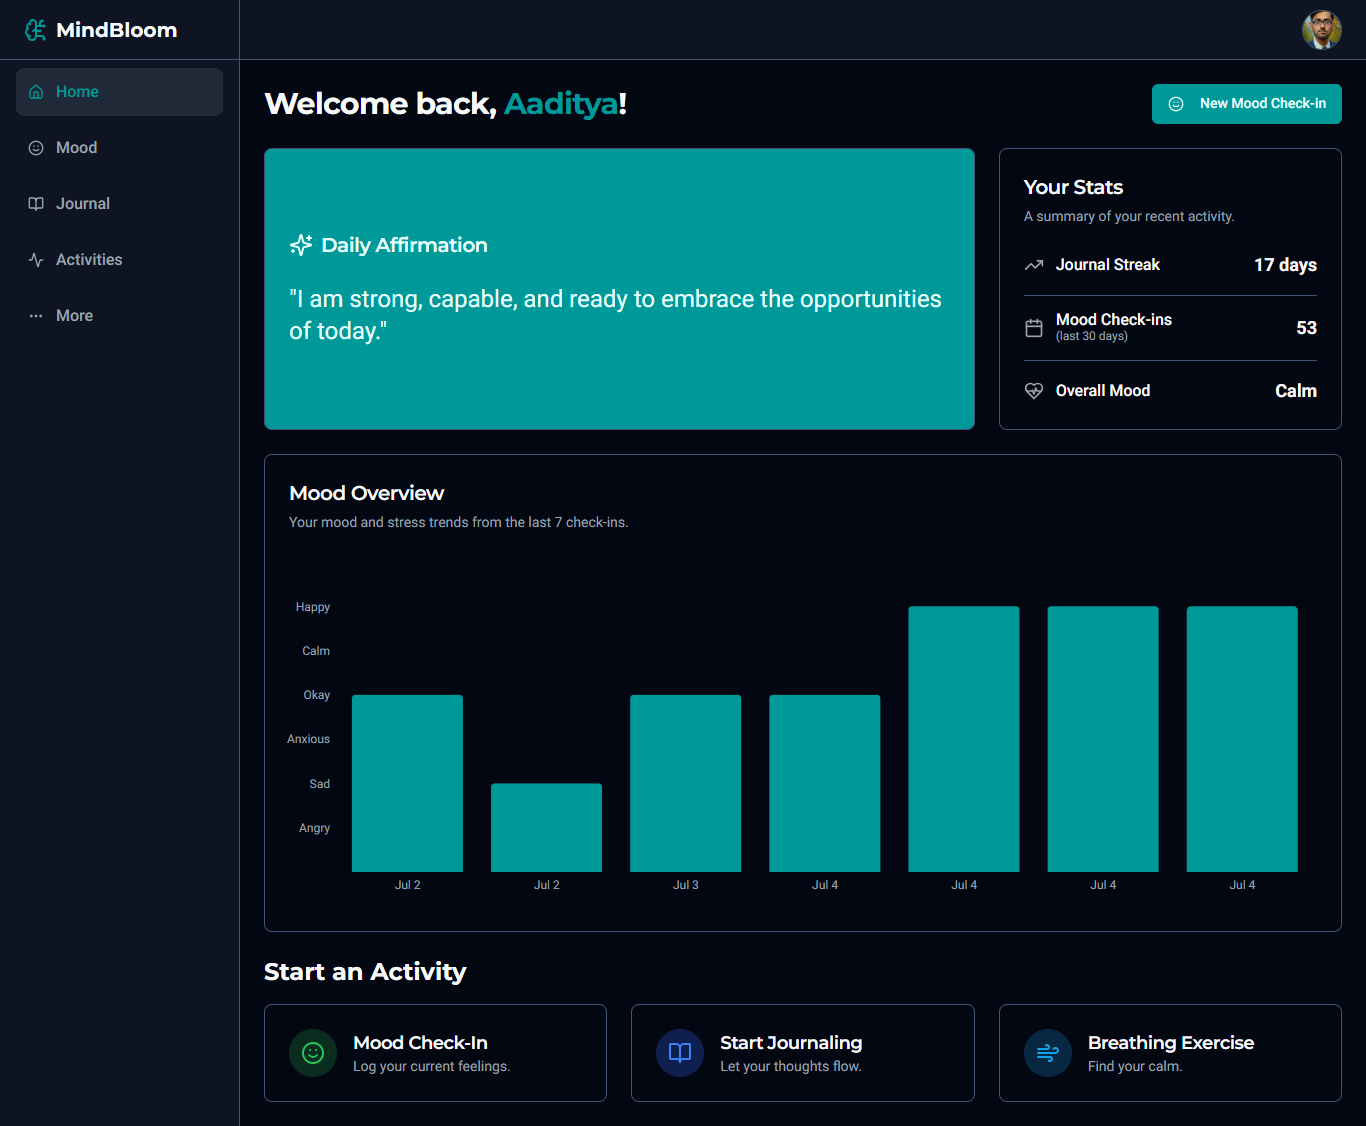 MindBloom
Home
Mood
Journal
Activities
More
Welcome back, Aaditya!
New Mood Check-in
Daily Affirmation
"I am strong, capable, and ready to embrace the opportunities
of today."
Your Stats
A summary of your recent activity.
Journal Streak 17 days
Mood Check-ins 53
(last 30 days)
Overall Mood Calm
Mood Overview
Your mood and stress trends from the last 7 check-ins.
Happy
Calm
Okay
Anxious
Sad
Angry
Jul 2 Jul 2 Jul 3 Jul 4 Jul 4 Jul 4 Jul 4
Start an Activity
Mood Check-In
Log your current feelings.
Start Journaling
Let your thoughts flow.
Breathing Exercise
Find your calm.